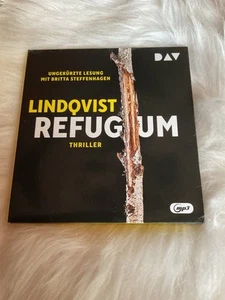 DAV
UNGEKÜRZTE LESUNG
MIT BRITTA STEFFENHAGEN
LINDQVIST
REFUGIUM
THRILLER
mp3